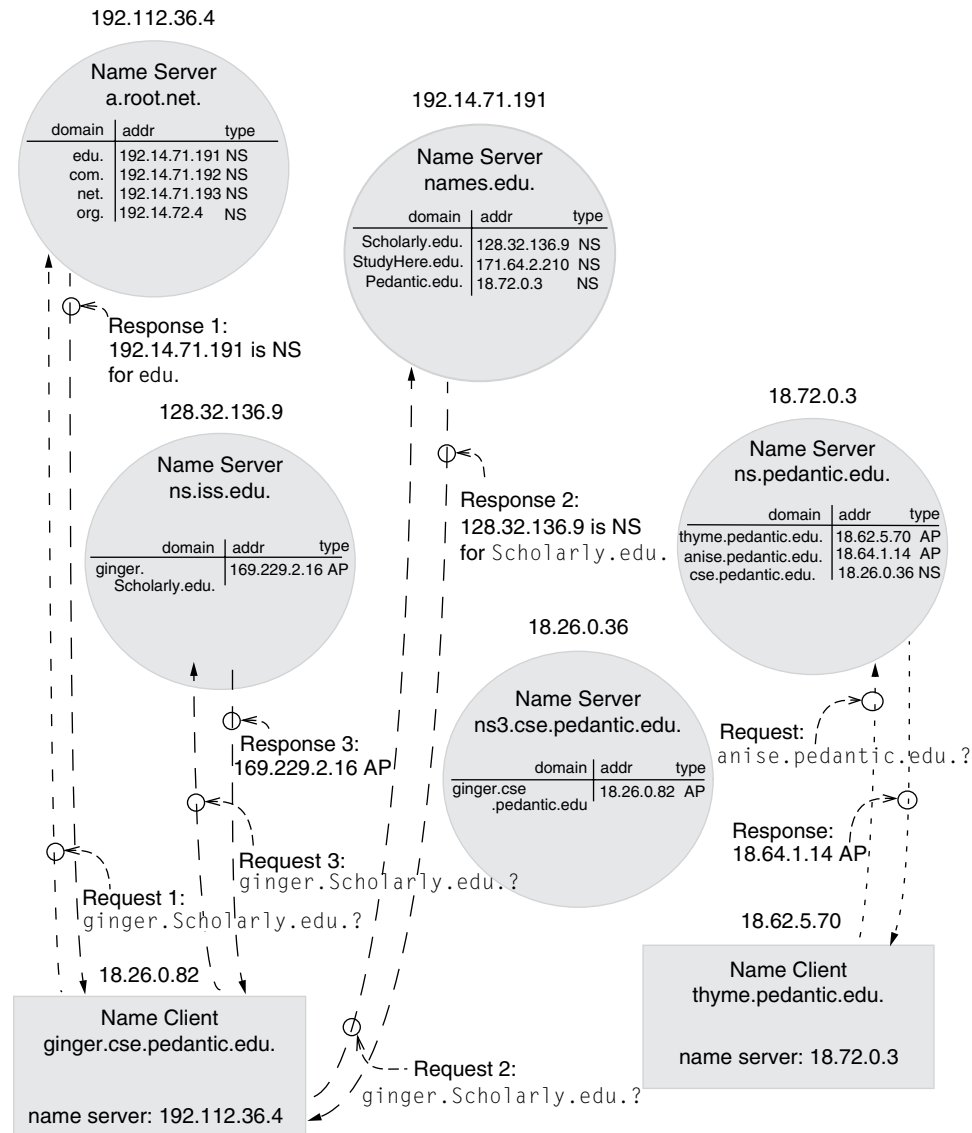 192.112.36.4
Name Server
a.root.net.
domain addr type
edu. 192.14.71.191 NS
com. 192.14.71.192 NS
net. 192.14.71.193 NS
org. 192.14.72.4 NS
192.14.71.191
Name Server
names.edu.
domain addr type
Scholarly.edu. 128.32.136.9 NS
StudyHere.edu. 171.64.2.210 NS
Pedantic.edu. 18.72.0.3 NS
Response 1:
192.14.71.191 is NS
for edu.
128.32.136.9
Name Server
ns.iss.edu.
domain addr type
ginger. 169.229.2.16 AP
Scholarly.edu.
Response 2:
128.32.136.9 is NS
for Scholarly.edu.
18.72.0.3
Name Server
ns.pedantic.edu.
domain addr type
thyme.pedantic.edu. 18.62.5.70 AP
anise.pedantic.edu. 18.64.1.14 AP
cse.pedantic.edu. 18.26.0.36 NS
18.26.0.36
Name Server
ns3.cse.pedantic.edu.
domain addr type
ginger.cse 18.26.0.82 AP
.pedantic.edu
Response 3:
169.229.2.16 AP
Request:
anise.pedantic.edu.?
Response:
18.64.1.14 AP
Request 3:
ginger.Scholarly.edu.?
Request 1:
ginger.Scholarly.edu.?
18.26.0.82
Name Client
ginger.cse.pedantic.edu.
name server: 192.112.36.4
Request 2:
ginger.Scholarly.edu.?
18.62.5.70
Name Client
thyme.pedantic.edu.
name server: 18.72.0.3